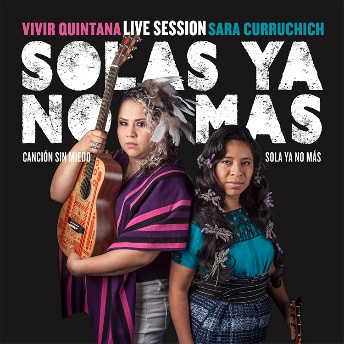 VIVIR QUINTANA LIVE SESSION SARA CURRUCHICH
SOLAS YA
NO MAS
CANCIÓN SIN MIEDO SOLA YA NO MÁS